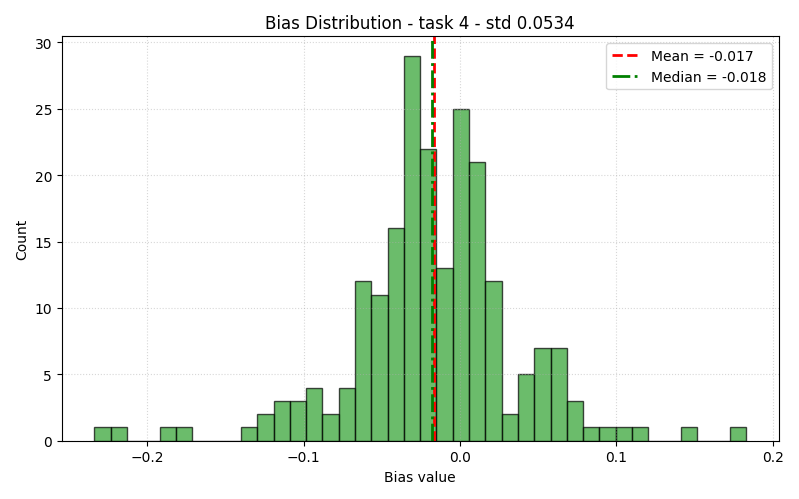 Bias Distribution - task 4 - std 0.0534
Mean = -0.017
Median = -0.018
Count
30
25
20
15
10
5
0
−0.2
−0.1
0.0
0.1
0.2
Bias value